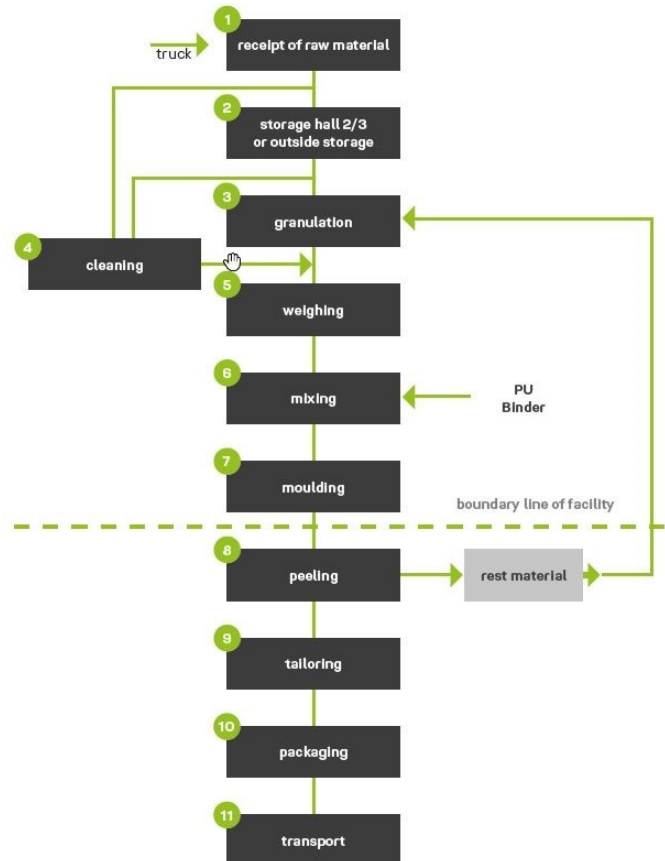 1
receipt of raw material
truck
2
storage hall 2/3
or outside storage
3
granulation
4
cleaning
5
weighing
6
mixing
PU
Binder
7
moulding
boundary line of facility
8
peeling
rest material
9
tailoring
10
packaging
11
transport